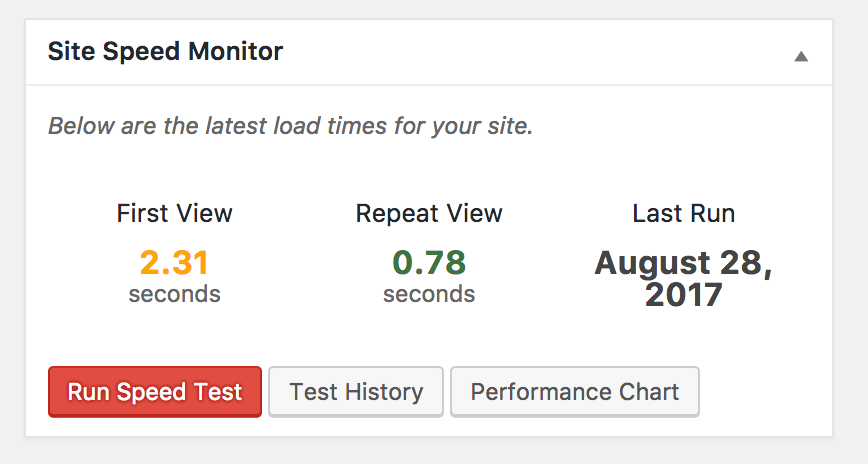 Site Speed Monitor
Below are the latest load times for your site.
First View
2.31
seconds
Repeat View
0.78
seconds
Last Run
August 28,
2017
Run Speed Test
Test History
Performance Chart